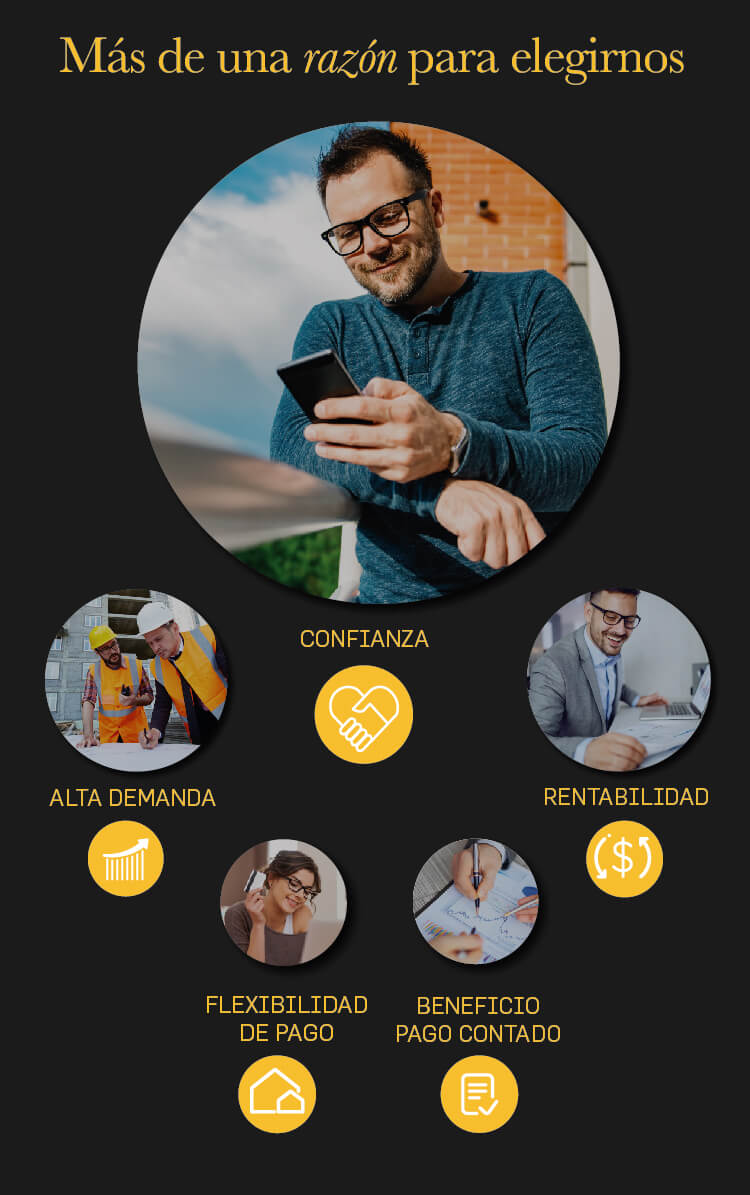 Más de una razón para elegirnos
CONFIANZA
ALTA DEMANDA
RENTABILIDAD
FLEXIBILIDAD
DE PAGO
BENEFICIO
PAGO CONTADO
$